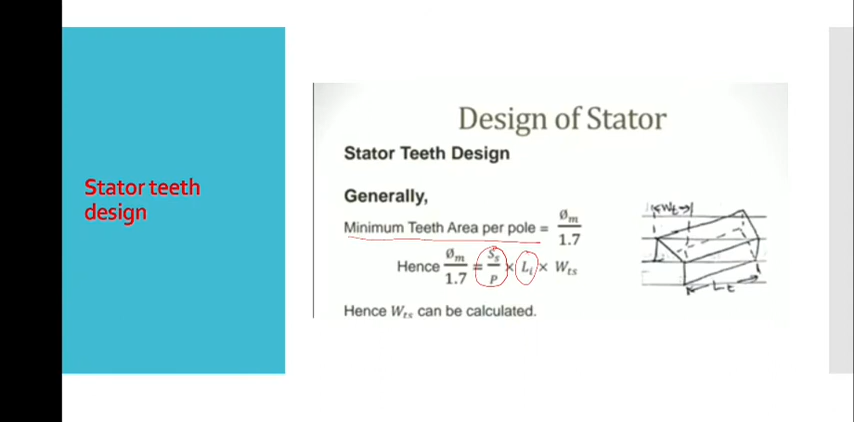 Stator teeth
design
Design of Stator
Stator Teeth Design
Generally,
Minimum Teeth Area per pole = Øm/1.7
Hence Øm/1.7 = Ss/P × Li × Wts
Hence Wts can be calculated.
Wt
Lt